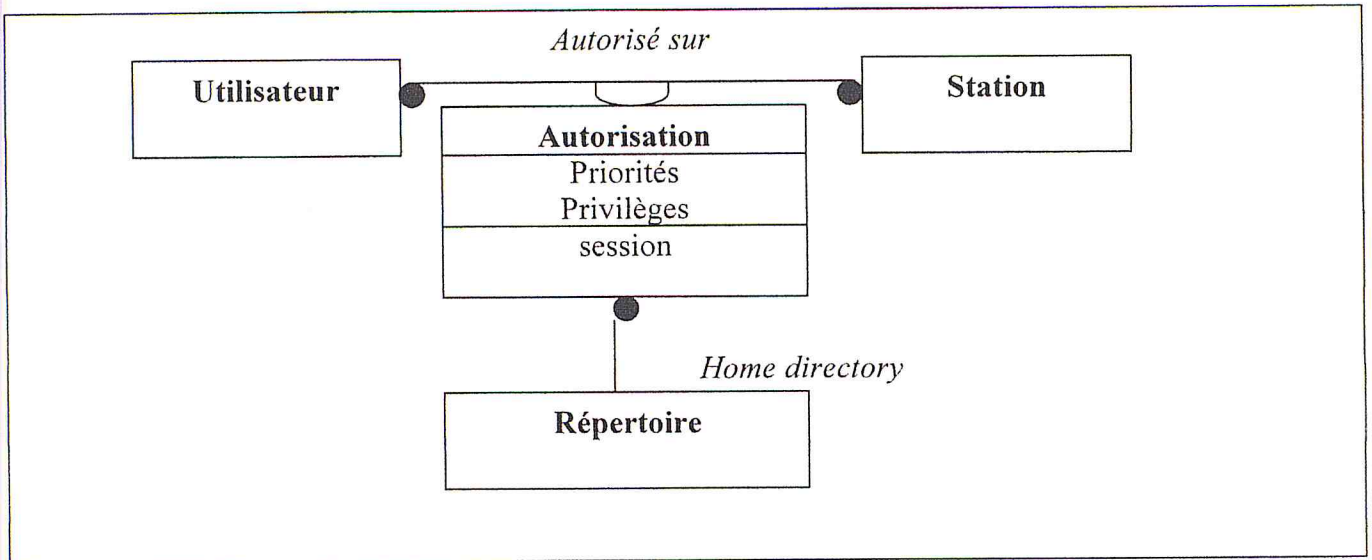 Autorisé sur
Utilisateur
Station
Autorisation
Priorités
Privilèges
session
Home directory
Répertoire